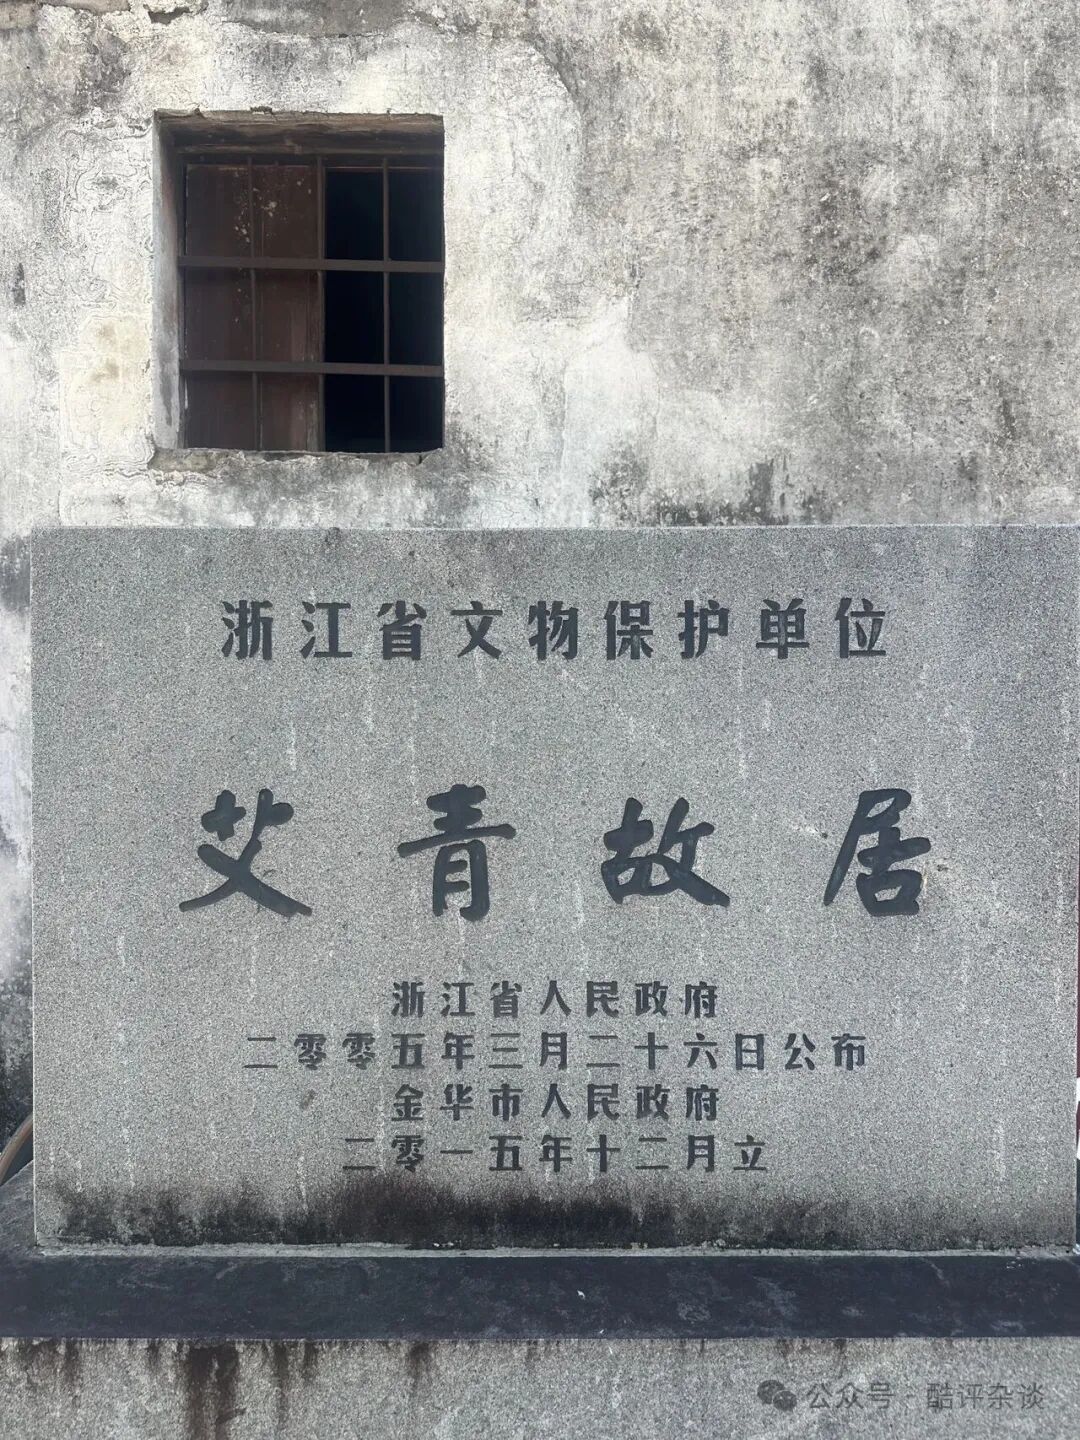 浙江省文物保护单位
艾青故居
浙江省人民政府
二零零五年三月二十六日公布
金华市人民政府
二零一五年十二月立
公众号·酷评杂谈